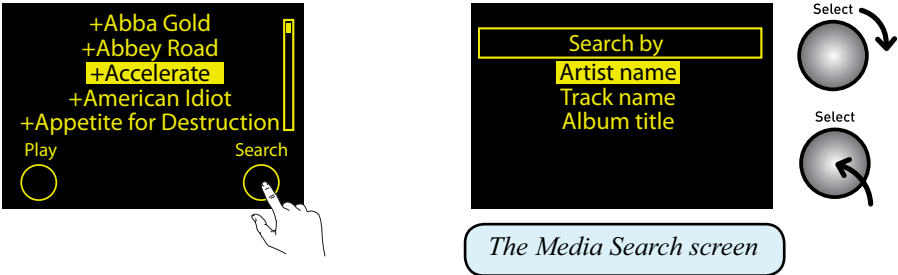 +Abba Gold
+Abbey Road
+Accelerate
+American Idiot
+Appetite for Destruction
Play Search
Search by
Artist name
Track name
Album title
The Media Search screen
Select
Select